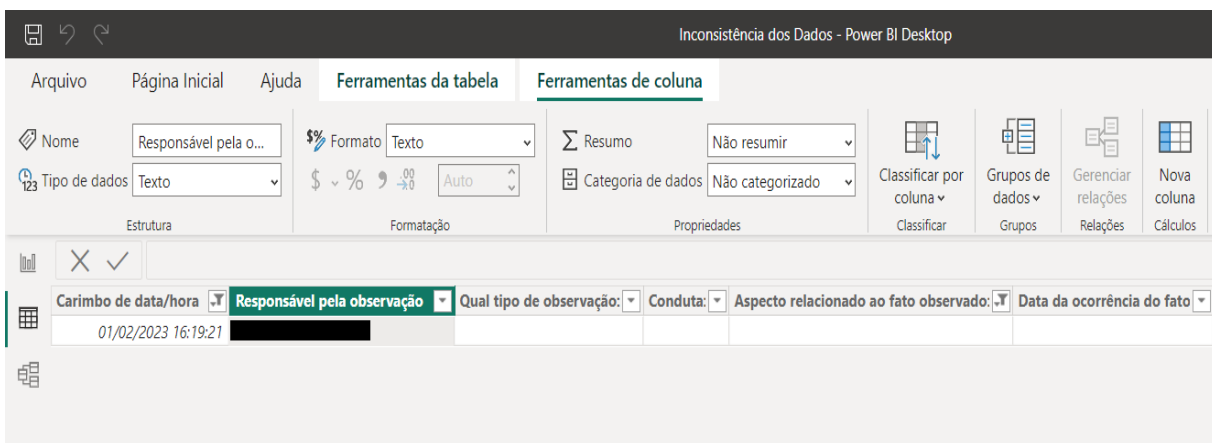 Inconsistência dos Dados - Power BI Desktop
Arquivo Página Inicial Ajuda Ferramentas da tabela Ferramentas de coluna
Nome Responsável pela o... $% Formato Texto Resumo Não resumir
Tipo de dados Texto $ % 9 .00 →0 Auto Categoria de dados Não categorizado
Classificar por coluna Grupos de dados Gerenciar relações Nova coluna
Estrutura Formatação Propriedades Classificar Grupos Relações Cálculos
Carimbo de data/hora Responsável pela observação Qual tipo de observação: Conduta: Aspecto relacionado ao fato observado: Data da ocorrência do fato
01/02/2023 16:19:21